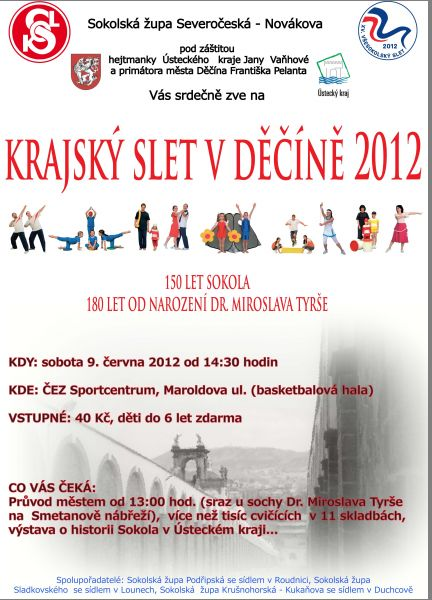 Sokolská župa Severočeská - Novákova
XV. VŠESOKOLSKÝ SLET
2012
pod záštitou
hejtmanky Ústeckého kraje Jany Vaňhové
a primátora města Děčína Františka Pelanta
Ústecký kraj
Vás srdečně zve na
KRAJSKÝ SLET V DĚČÍNĚ 2012
150 LET SOKOLA
180 LET OD NAROZENÍ DR. MIROSLAVA TYRŠE
KDY: sobota 9. června 2012 od 14:30 hodin
KDE: ČEZ Sportcentrum, Maroldova ul. (basketbalová hala)
VSTUPNÉ: 40 Kč, děti do 6 let zdarma
CO VÁS ČEKÁ:
Průvod městem od 13:00 hod. (sraz u sochy Dr. Miroslava Tyrše
na Smetanově nábřeží), více než tisíc cvičících v 11 skladbách,
výstava o historii Sokola v Ústeckém kraji...
Spolupořadatelé: Sokolská župa Podřipská se sídlem v Roudnici, Sokolská župa
Sladkovského se sídlem v Lounech, Sokolská župa Krušnohorská - Kukaňova se sídlem v Duchcově